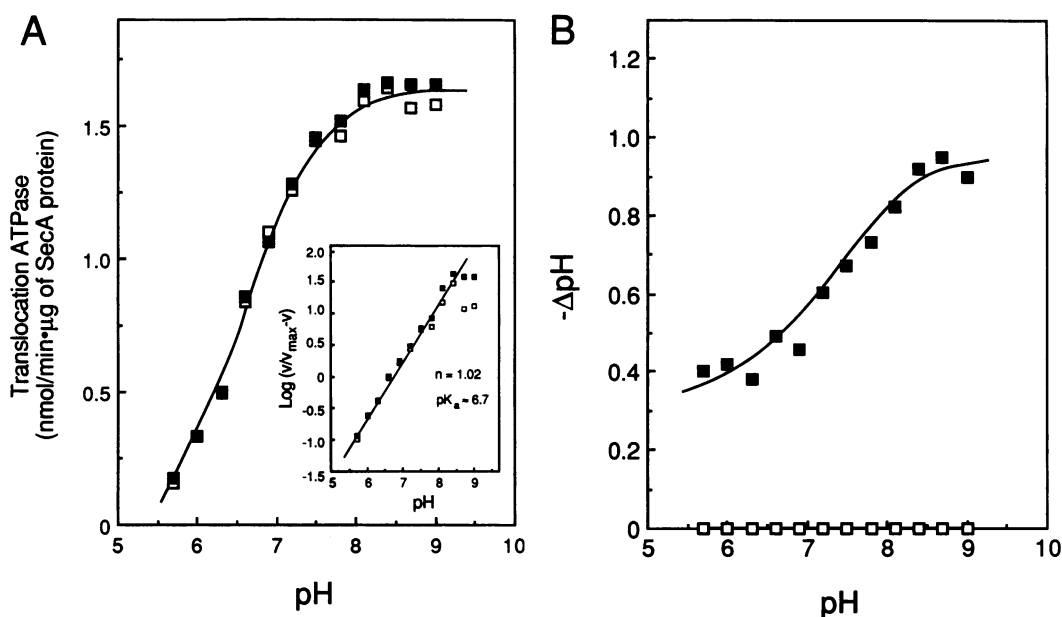 A
Translocation ATPase
(nmol/min•µg of SecA protein)
1.5
1.0
0.5
0
5 6 7 8 9 10
pH
Log (v/vmax-v)
2.0
1.5
1.0
0.5
0
-0.5
-1.0
-1.5
5 6 7 8 9
pH
n = 1.02
pKa = 6.7
B
-ΔpH
1.2
1.0
0.8
0.6
0.4
0.2
0
5 6 7 8 9 10
pH